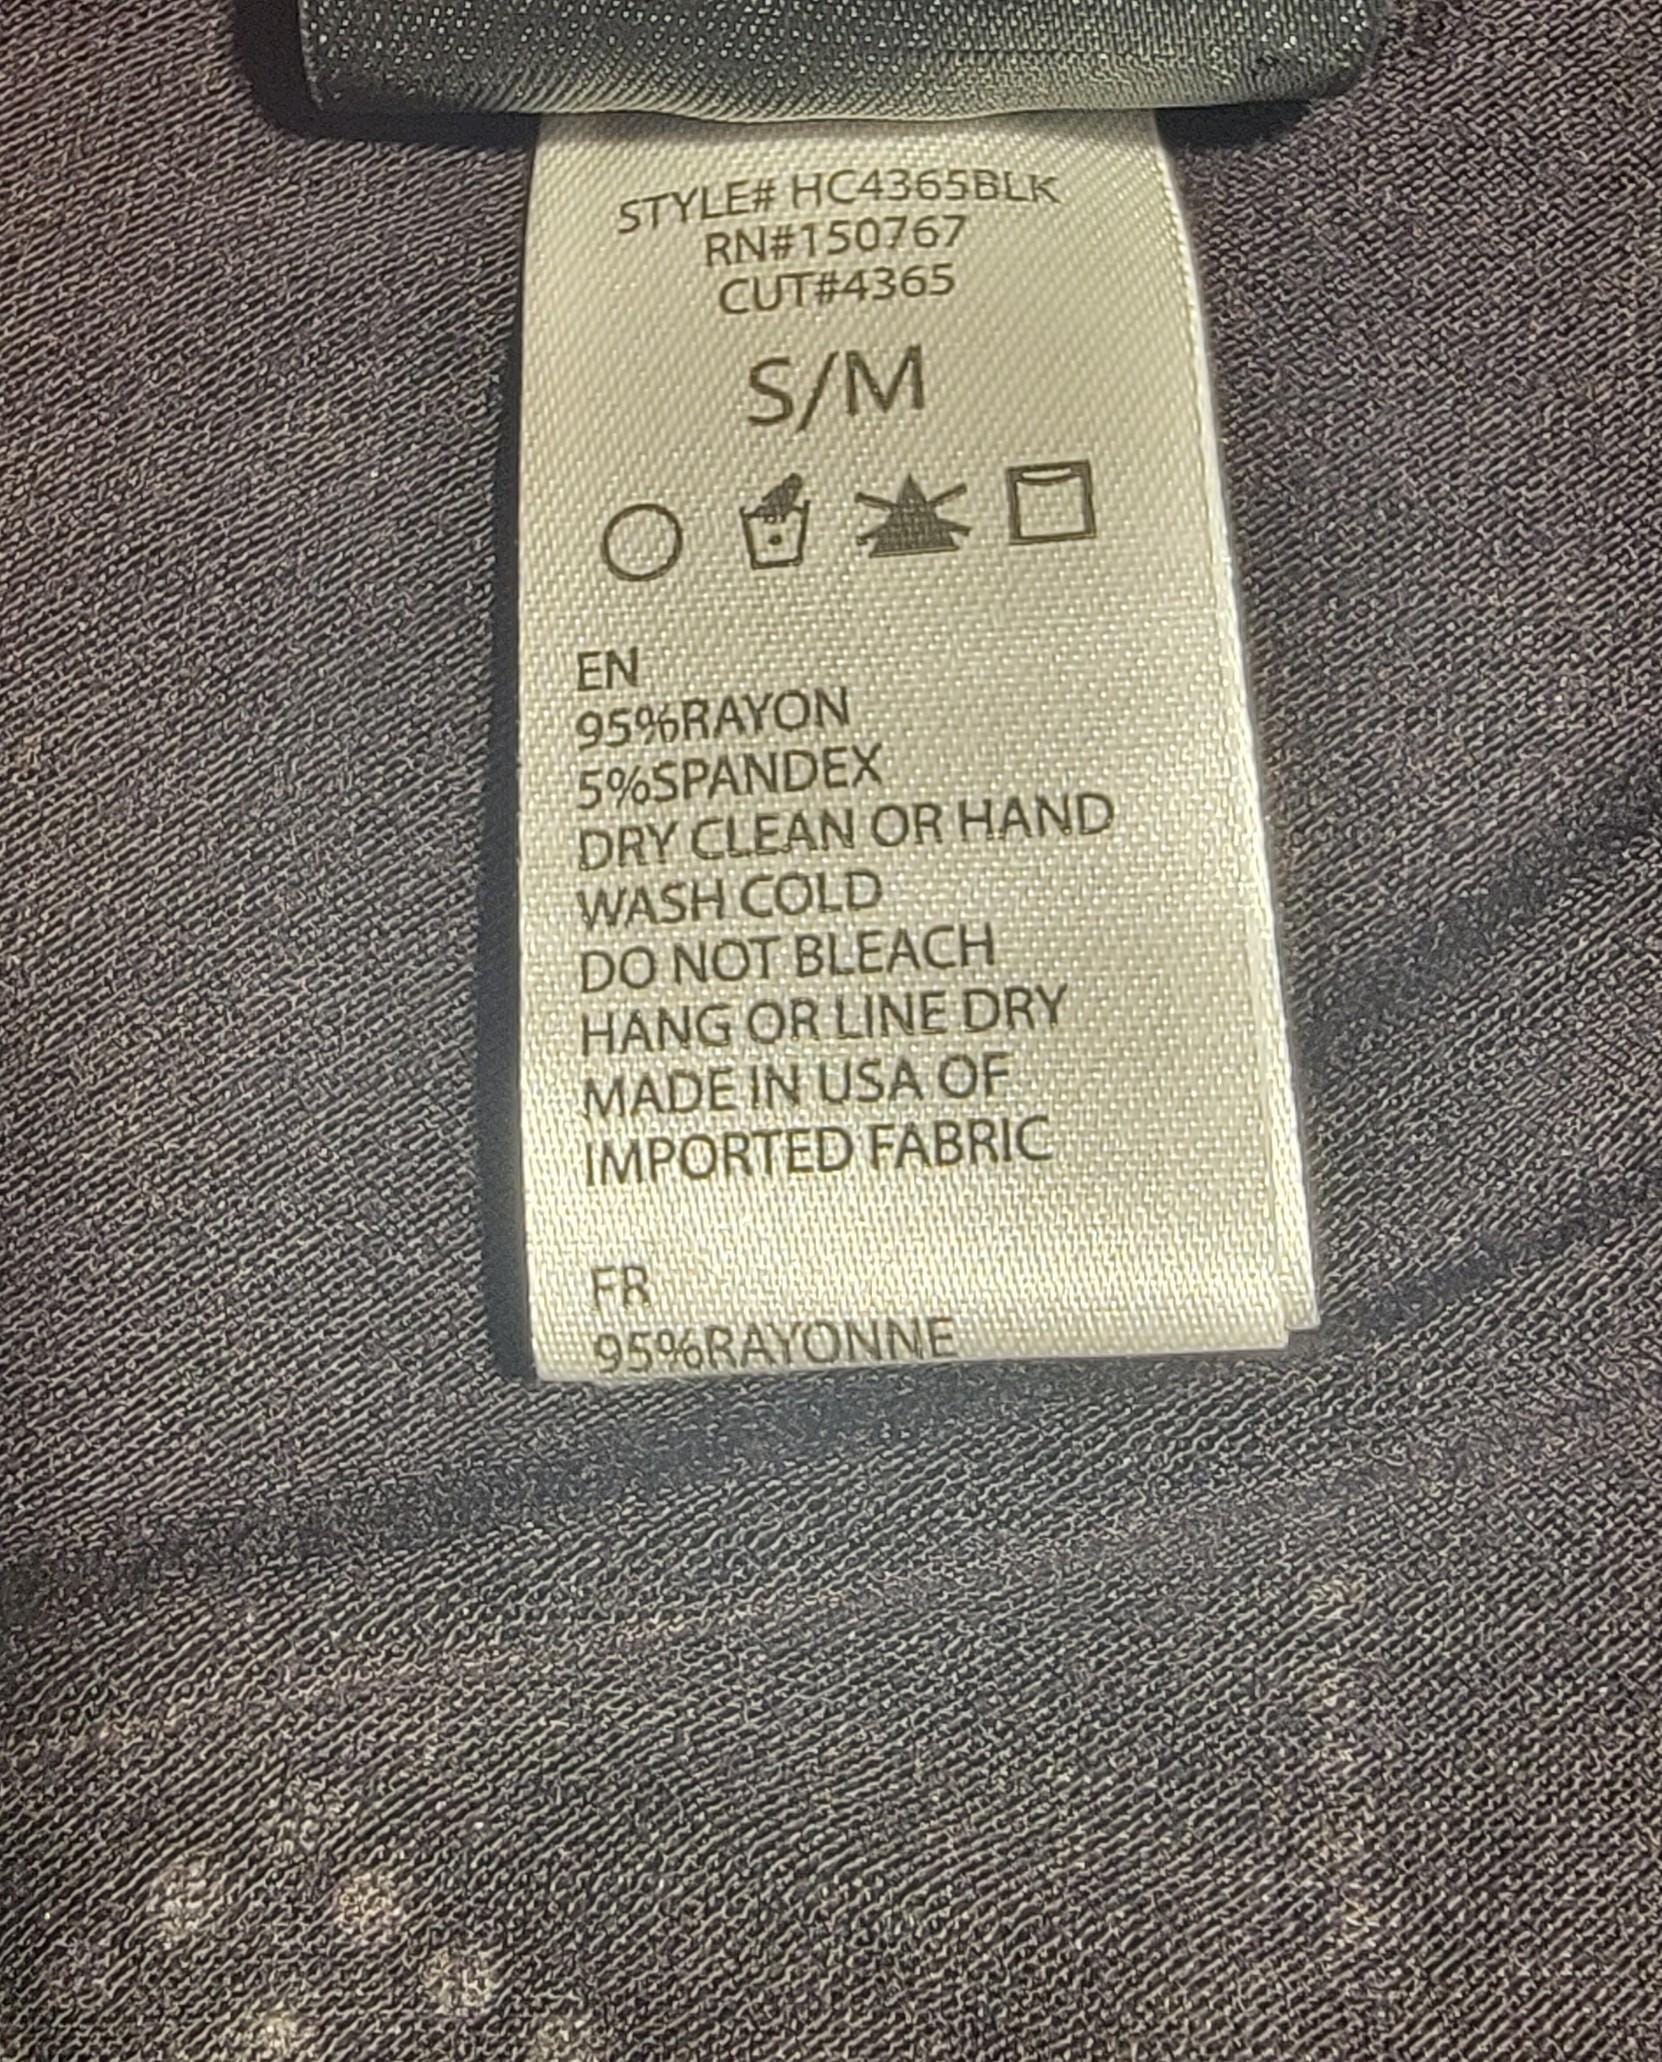 STYLE# HC4365BLK
RN#150767
CUT#4365
S/M
EN
95%RAYON
5%SPANDEX
DRY CLEAN OR HAND
WASH COLD
DO NOT BLEACH
HANG OR LINE DRY
MADE IN USA OF
IMPORTED FABRIC
FR
95%RAYONNE